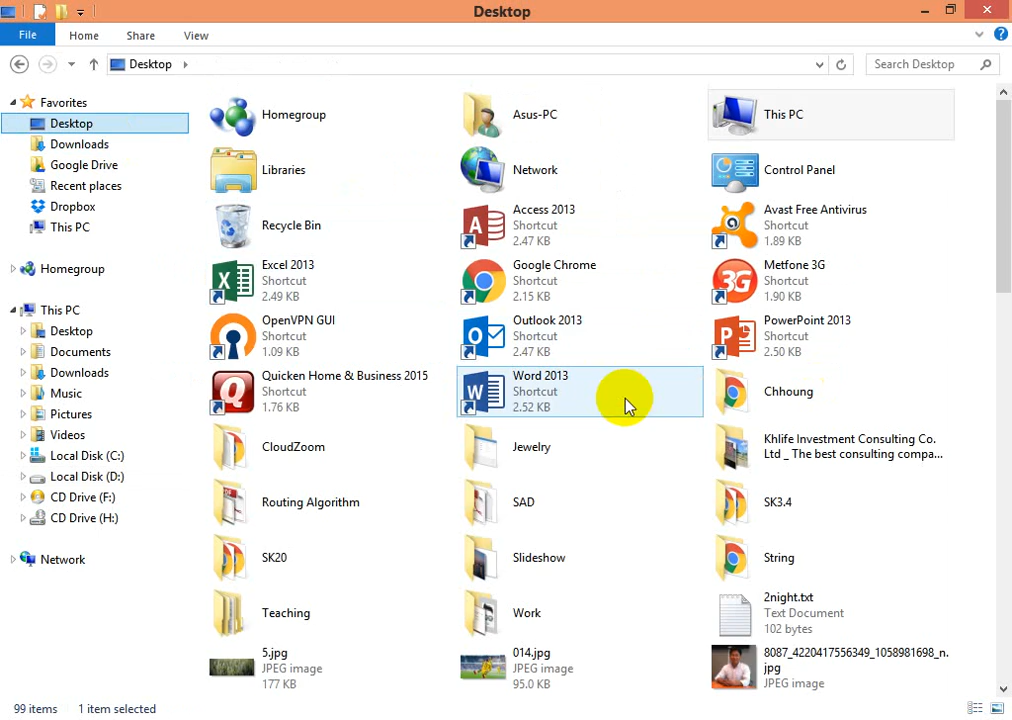 Desktop
File Home Share View
Desktop
Search Desktop
Favorites
Desktop
Downloads
Google Drive
Recent places
Dropbox
This PC
Homegroup
This PC
Desktop
Documents
Downloads
Music
Pictures
Videos
Local Disk (C:)
Local Disk (D:)
CD Drive (F:)
CD Drive (H:)
Network
Homegroup
Asus-PC
This PC
Libraries
Network
Control Panel
Recycle Bin
Access 2013
Shortcut
2.47 KB
Avast Free Antivirus
Shortcut
1.89 KB
Excel 2013
Shortcut
2.49 KB
Google Chrome
Shortcut
2.15 KB
Metfone 3G
Shortcut
1.90 KB
OpenVPN GUI
Shortcut
1.09 KB
Outlook 2013
Shortcut
2.47 KB
PowerPoint 2013
Shortcut
2.50 KB
Quicken Home & Business 2015
Shortcut
1.76 KB
Word 2013
Shortcut
2.52 KB
Chhoung
CloudZoom
Jewelry
Khlife Investment Consulting Co.
Ltd _ The best consulting compa...
Routing Algorithm
SAD
SK3.4
SK20
Slideshow
String
Teaching
Work
2night.txt
Text Document
102 bytes
5.jpg
JPEG image
177 KB
014.jpg
JPEG image
95.0 KB
8087_4220417556349_1058981698_n.
jpg
JPEG image
99 items 1 item selected